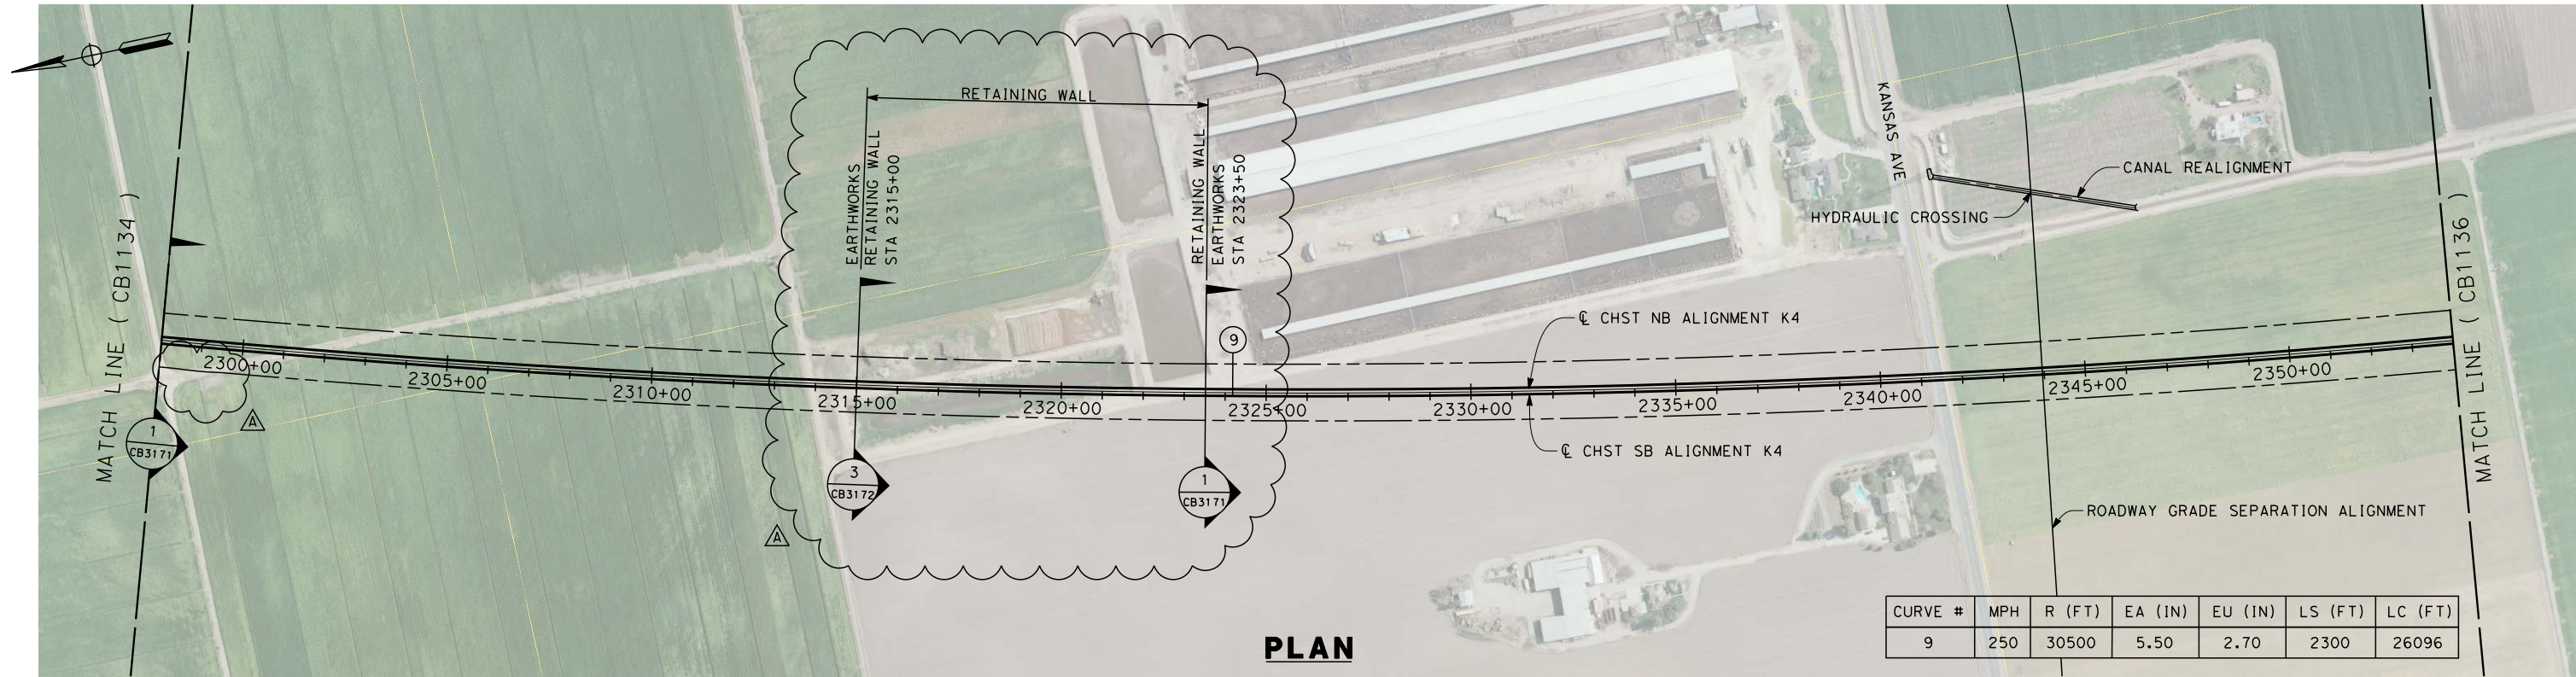 MATCH LINE ( CB1134 )
1
CB3171
A
2300+00
2305+00
2310+00
2315+00
2320+00
2325+00
2330+00
2335+00
2340+00
2345+00
2350+00
RETAINING WALL
EARTHWORKS
RETAINING WALL
STA 2315+00
RETAINING WALL
EARTHWORKS
STA 2323+50
3
CB3172
A
1
CB3171
9
℄ CHST NB ALIGNMENT K4
℄ CHST SB ALIGNMENT K4
KANSAS AVE
CANAL REALIGNMENT
HYDRAULIC CROSSING
ROADWAY GRADE SEPARATION ALIGNMENT
MATCH LINE ( CB1136 )
CURVE # MPH R (FT) EA (IN) EU (IN) LS (FT) LC (FT)
9 250 30500 5.50 2.70 2300 26096
PLAN